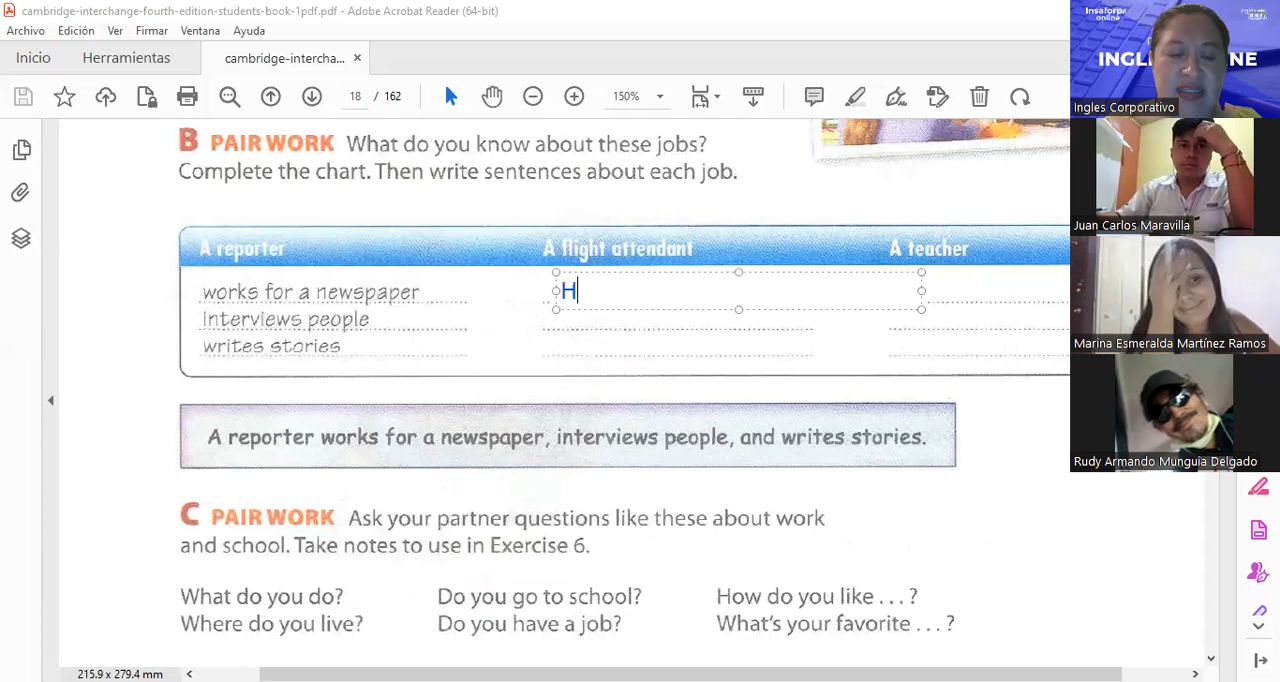 cambridge-interchange-fourth-edition-students-book-1pdf.pdf - Adobe Acrobat Reader (64-bit)
Archivo Edición Ver Firmar Ventana Ayuda
Inicio Herramientas cambridge-intercha... ×
18 / 162 150%
B PAIR WORK What do you know about these jobs?
Complete the chart. Then write sentences about each job.
A reporter A flight attendant A teacher
works for a newspaper H
interviews people
writes stories
A reporter works for a newspaper, interviews people, and writes stories.
C PAIR WORK Ask your partner questions like these about work
and school. Take notes to use in Exercise 6.
What do you do? Do you go to school? How do you like . . . ?
Where do you live? Do you have a job? What's your favorite . . . ?
215.9 x 279.4 mm
Insaforp
online
Ingles Corporativo
Juan Carlos Maravilla
Marina Esmeralda Martínez Ramos
Rudy Armando Munguia Delgado